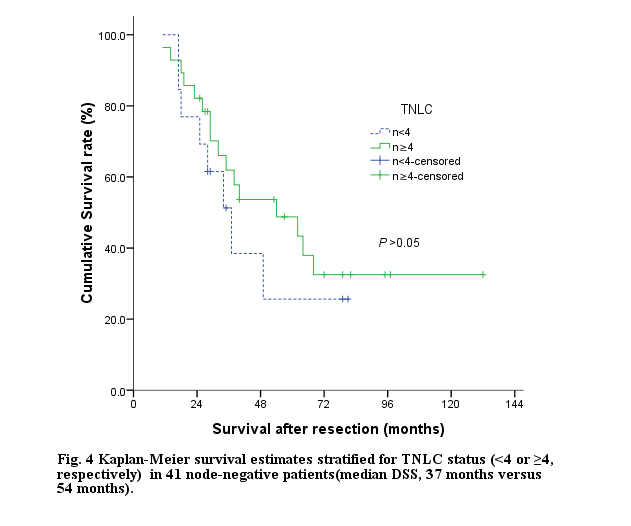 100.0
80.0
60.0
40.0
20.0
0.0
Cumulative Survival rate (%)
TNLC
n<4
n≥4
n<4-censored
n≥4-censored
P >0.05
0 24 48 72 96 120 144
Survival after resection (months)
Fig. 4 Kaplan-Meier survival estimates stratified for TNLC status (<4 or ≥4,
respectively) in 41 node-negative patients(median DSS, 37 months versus
54 months).